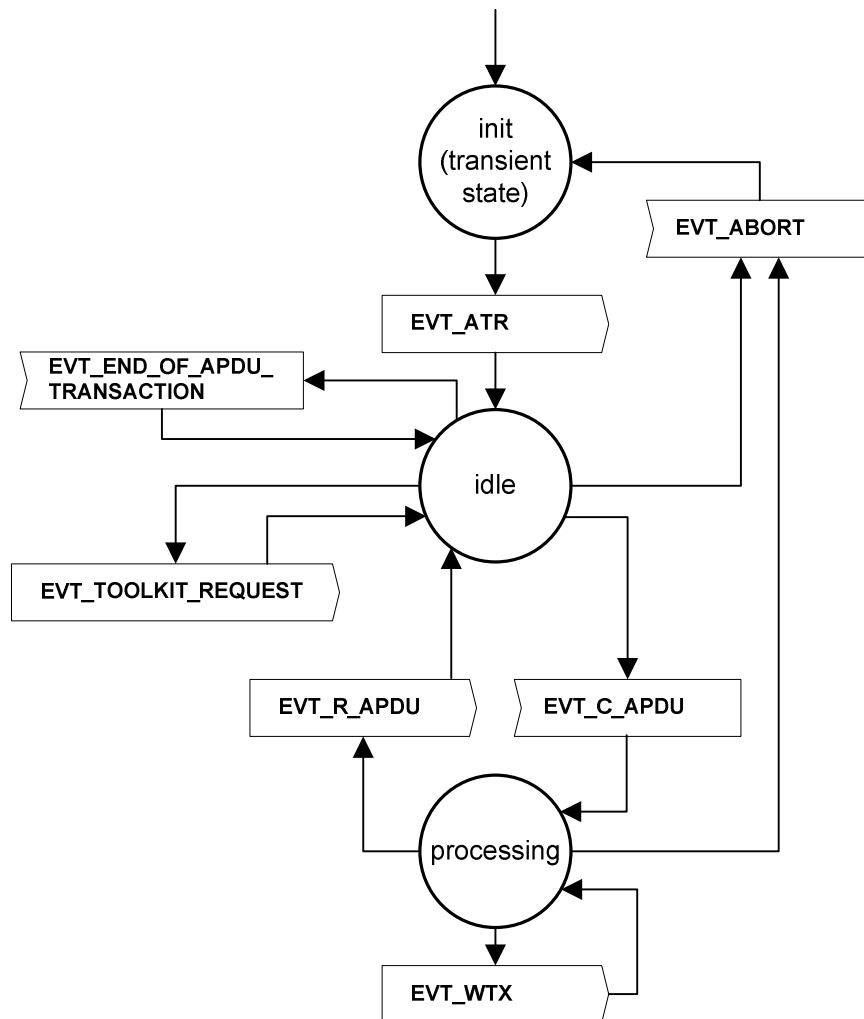 init
(transient
state)
EVT_ABORT
EVT_ATR
EVT_END_OF_APDU_
TRANSACTION
idle
EVT_TOOLKIT_REQUEST
EVT_R_APDU
EVT_C_APDU
processing
EVT_WTX